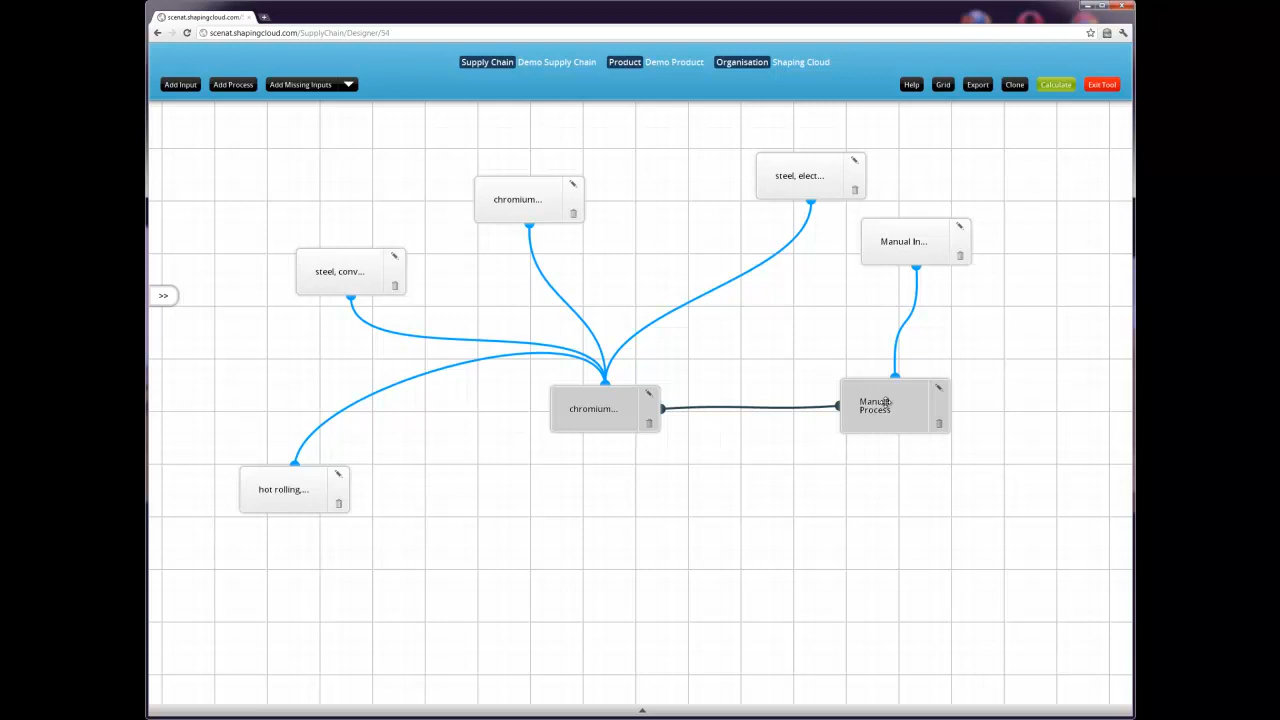 scenat.shapingcloud.com/S
scenat.shapingcloud.com/SupplyChain/Designer/54
Supply Chain Demo Supply Chain Product Demo Product Organisation Shaping Cloud
Add Input Add Process Add Missing Inputs Help Grid Export Clone Calculate Exit Tool
steel, elect...
chromium...
Manual In...
steel, conv...
>>
Manual
Process
chromium...
hot rolling,...